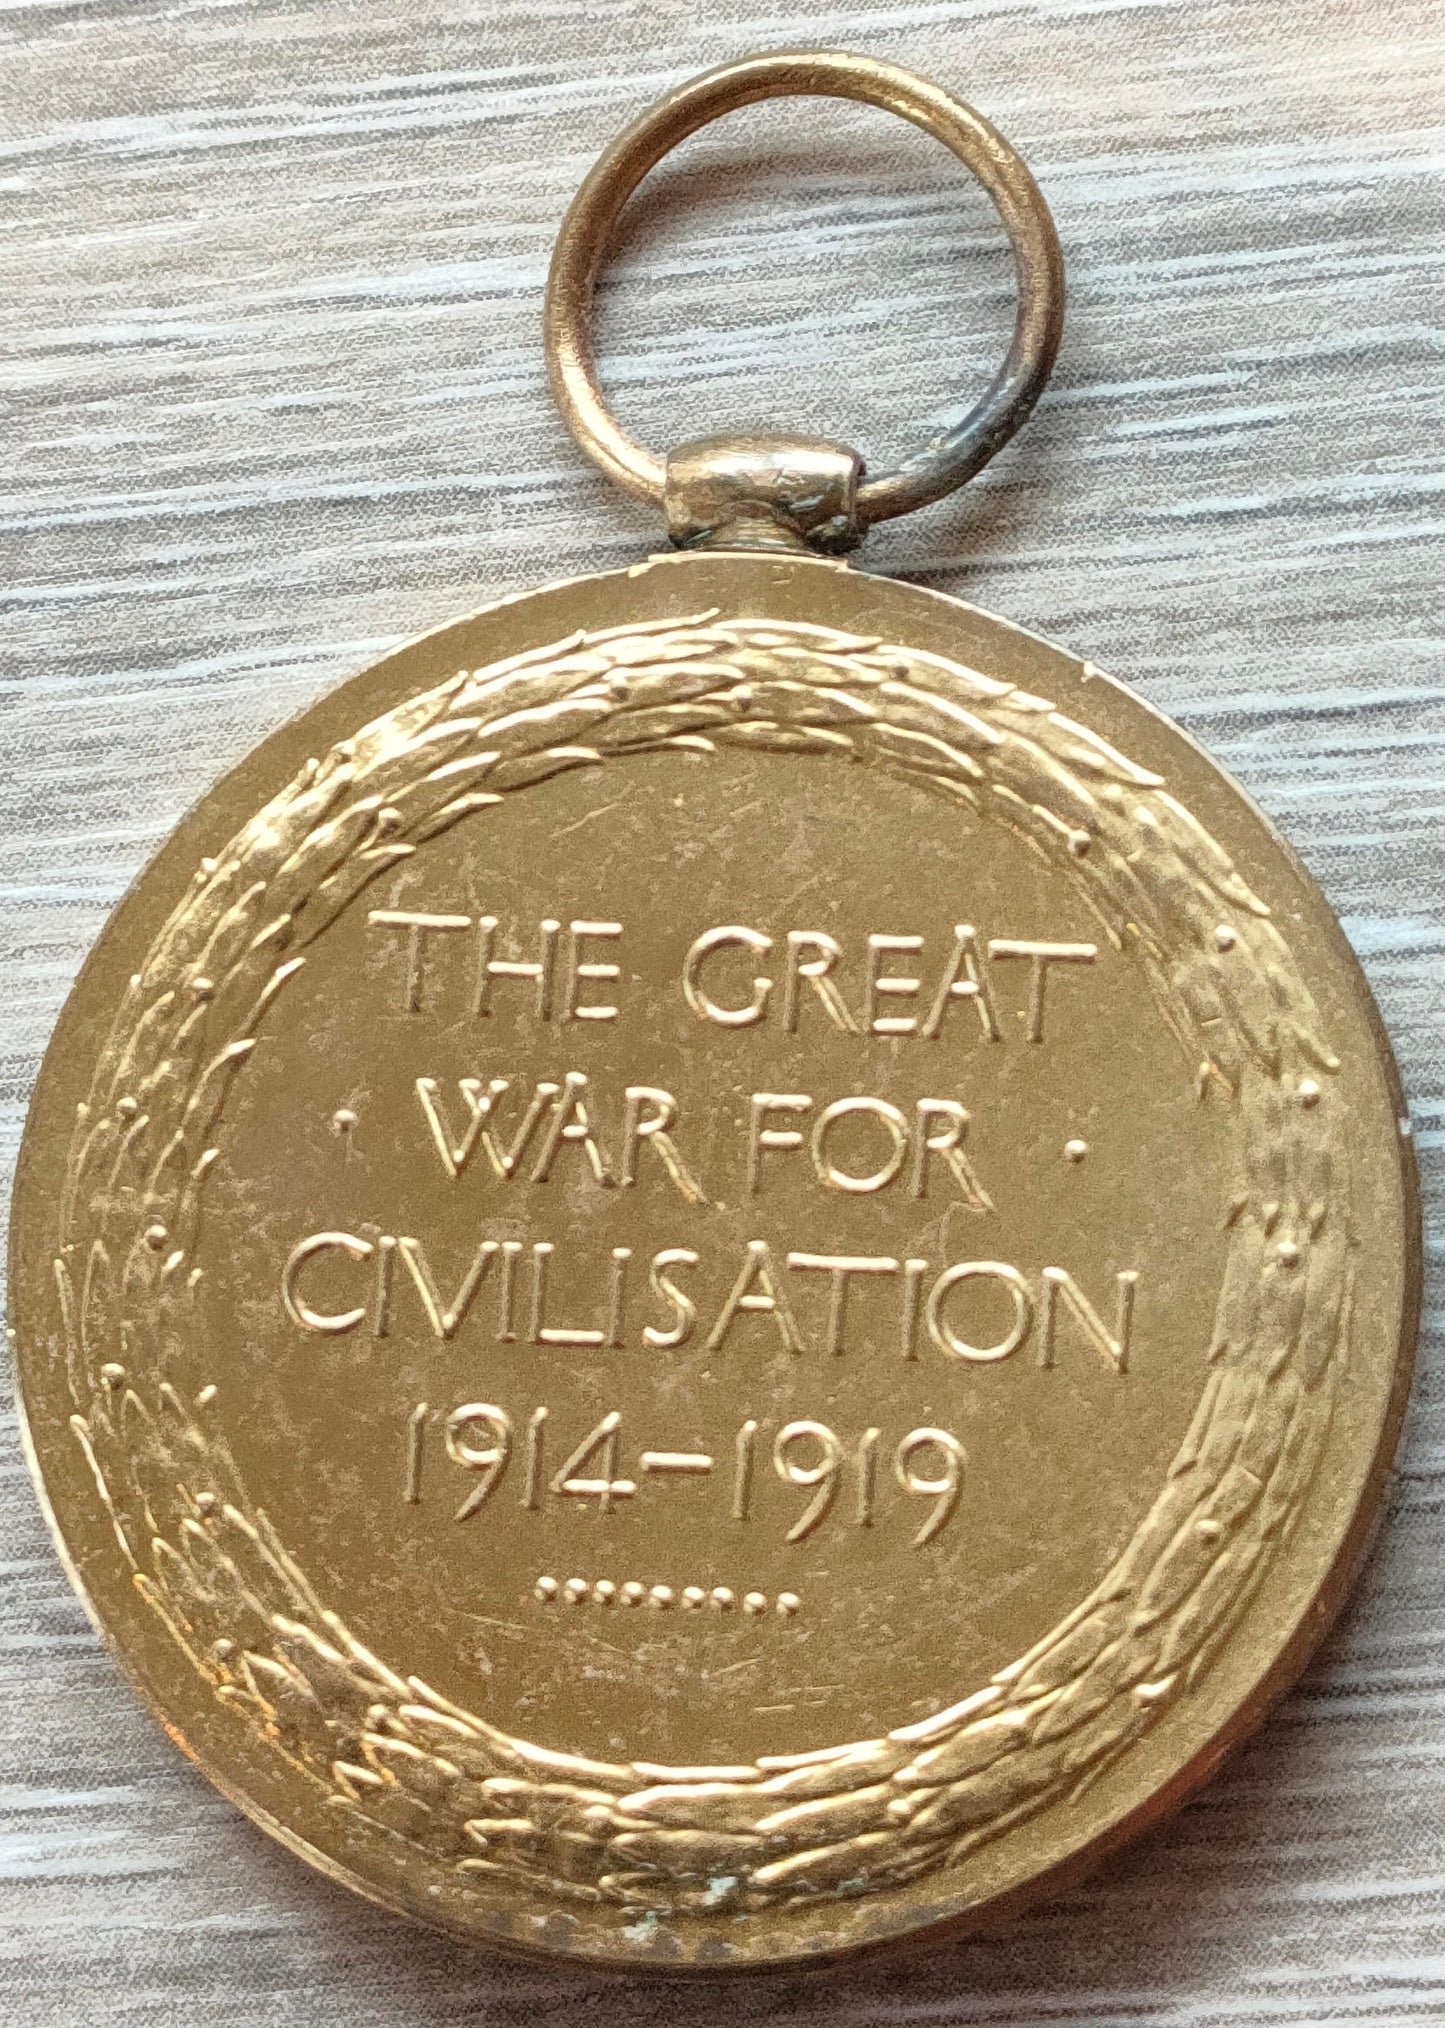 THE GREAT
· WAR FOR ·
CIVILISATION
1914–1919